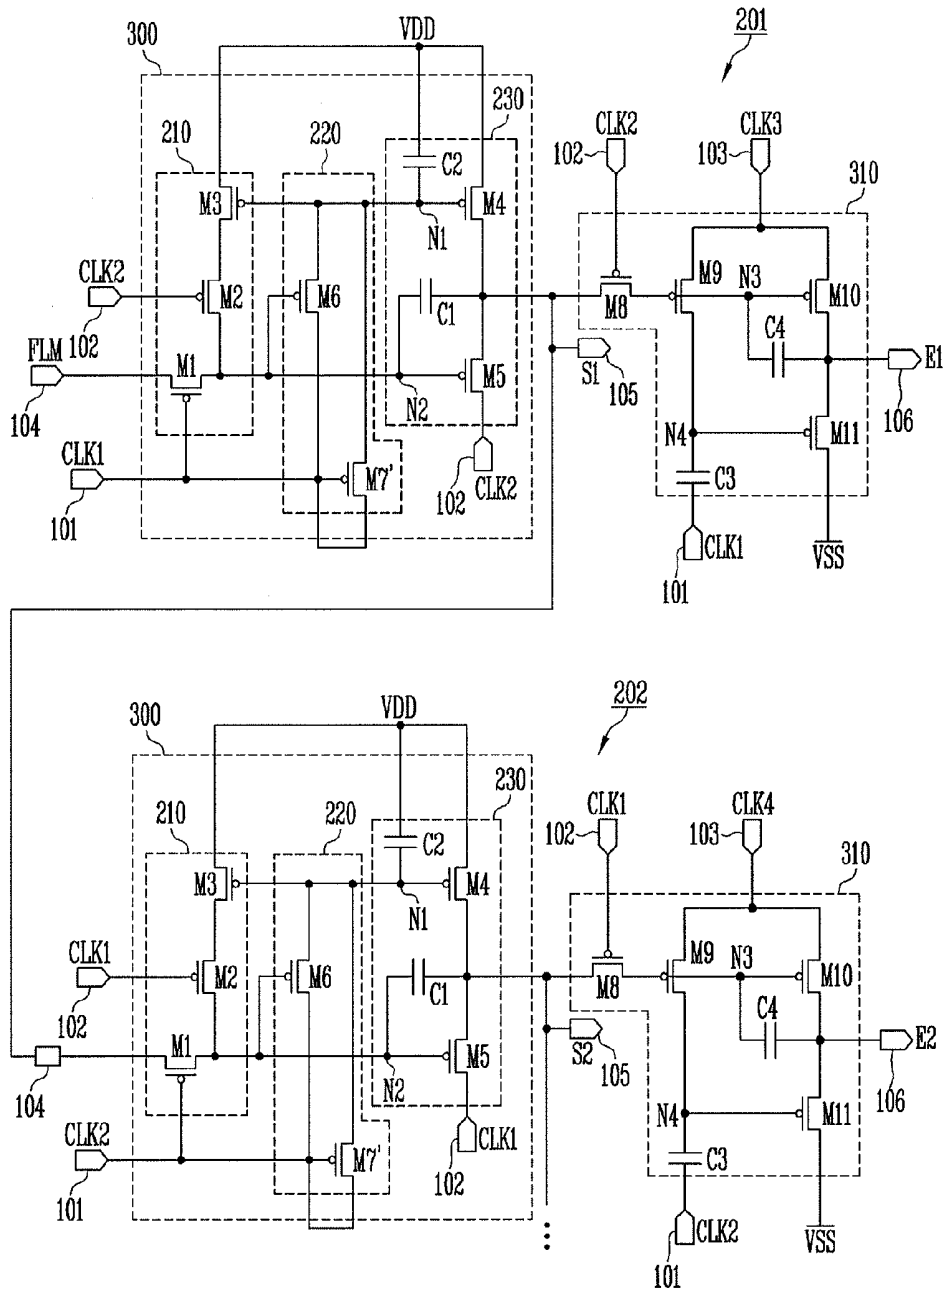 201
VDD
300
230
CLK2
CLK3
210
220
102
103
C2
310
M3
M4
N1
M9
CLK2
M2
M6
C1
M8
N3
M10
102
C4
FLM
M1
S1
E1
104
N2
M5
105
106
N4
M11
CLK1
M7'
102
CLK2
C3
101
101
CLK1
VSS
202
VDD
300
230
CLK1
CLK4
210
220
102
103
C2
310
M3
M4
N1
M9
CLK1
M2
M6
C1
M8
N3
M10
102
C4
M1
S2
E2
104
N2
M5
105
106
N4
M11
CLK2
M7'
102
CLK1
C3
101
101
CLK2
VSS